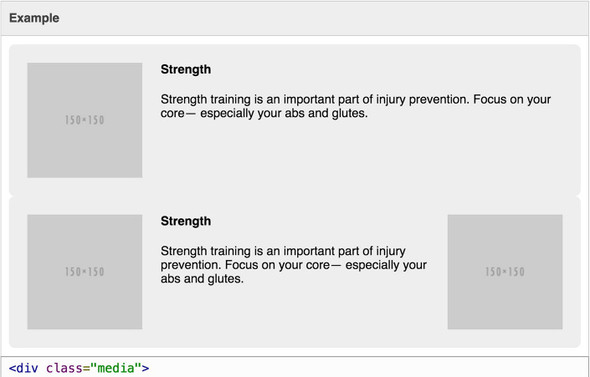 Example
150×150
Strength
Strength training is an important part of injury prevention. Focus on your
core— especially your abs and glutes.
150×150
Strength
Strength training is an important part of injury
prevention. Focus on your core— especially your
abs and glutes.
150×150
<div class="media">